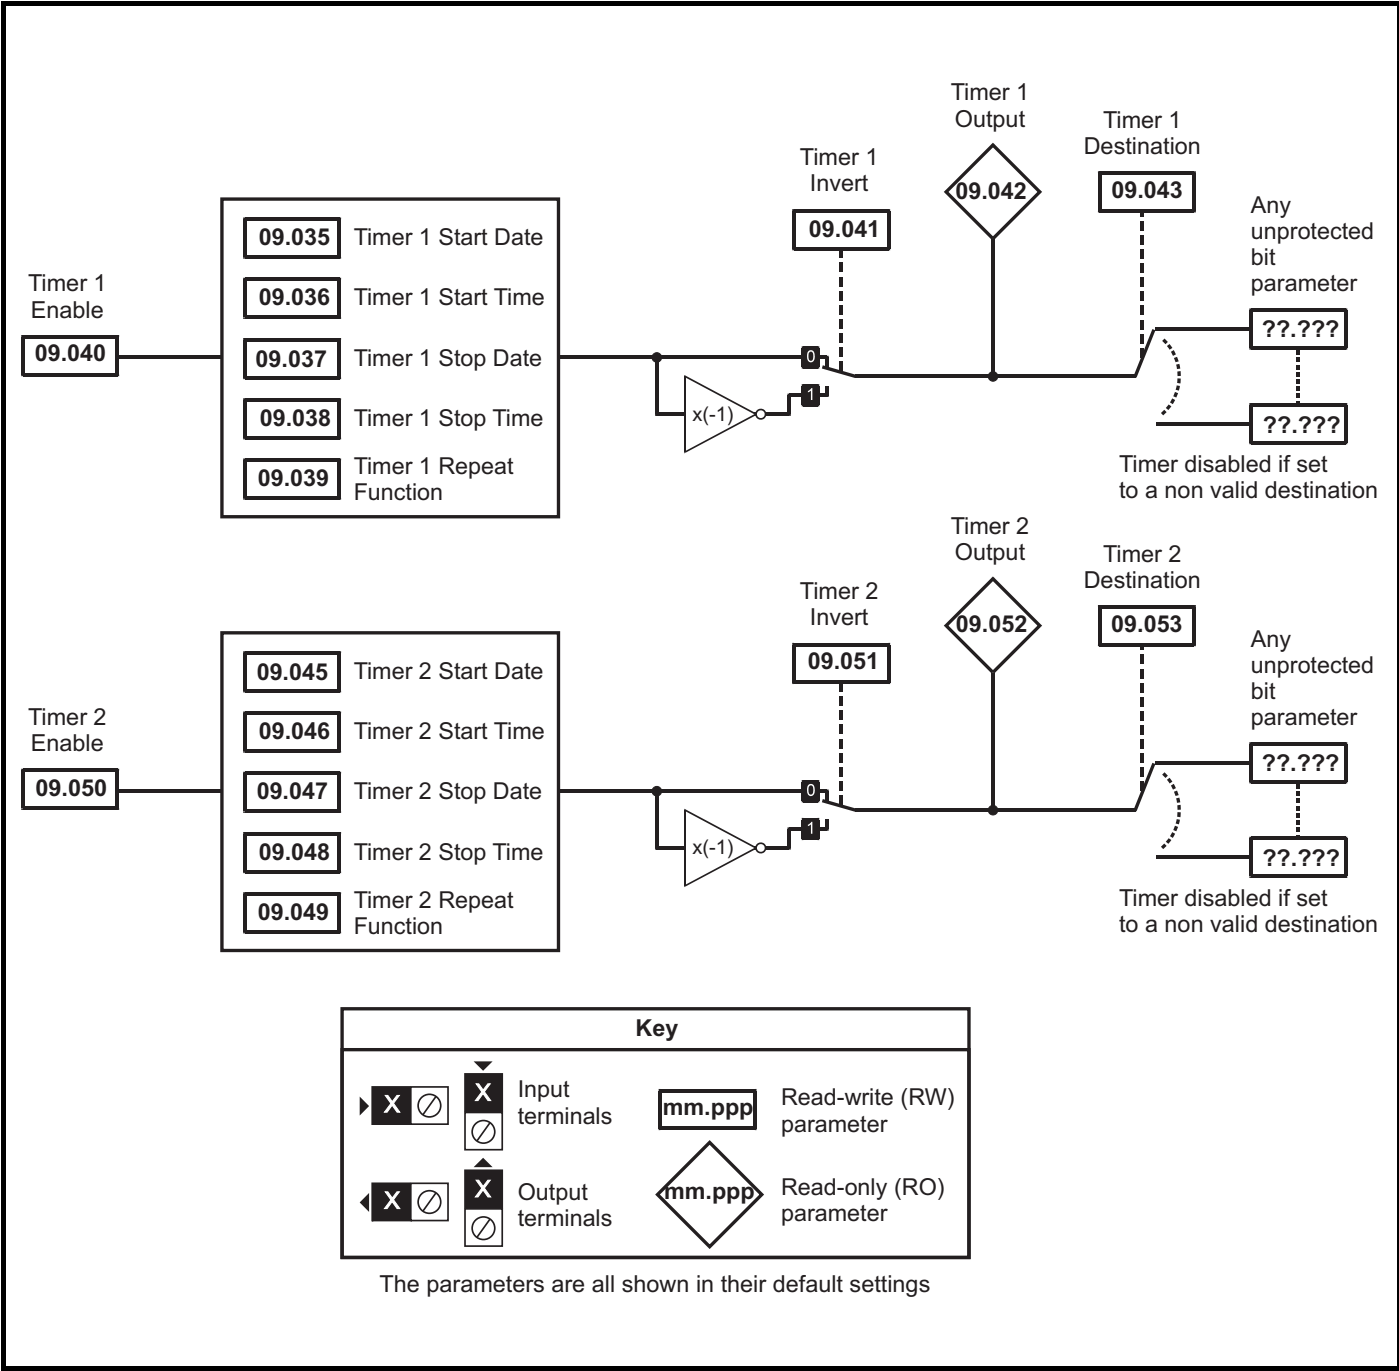 Timer 1
Output
Timer 1
Destination
Timer 1
Invert
09.042
09.043
09.041
Any
unprotected
bit
parameter
Timer 1
Enable
09.040
09.035 Timer 1 Start Date
09.036 Timer 1 Start Time
09.037 Timer 1 Stop Date
09.038 Timer 1 Stop Time
09.039 Timer 1 Repeat
Function
0
1
x(-1)
??.???
??.???
Timer disabled if set
to a non valid destination
Timer 2
Output
Timer 2
Destination
Timer 2
Invert
09.052
09.053
09.051
Any
unprotected
bit
parameter
Timer 2
Enable
09.050
09.045 Timer 2 Start Date
09.046 Timer 2 Start Time
09.047 Timer 2 Stop Date
09.048 Timer 2 Stop Time
09.049 Timer 2 Repeat
Function
0
1
x(-1)
??.???
??.???
Timer disabled if set
to a non valid destination
Key
X X Input
terminals
mm.ppp Read-write (RW)
parameter
X X Output
terminals
mm.ppp Read-only (RO)
parameter
The parameters are all shown in their default settings